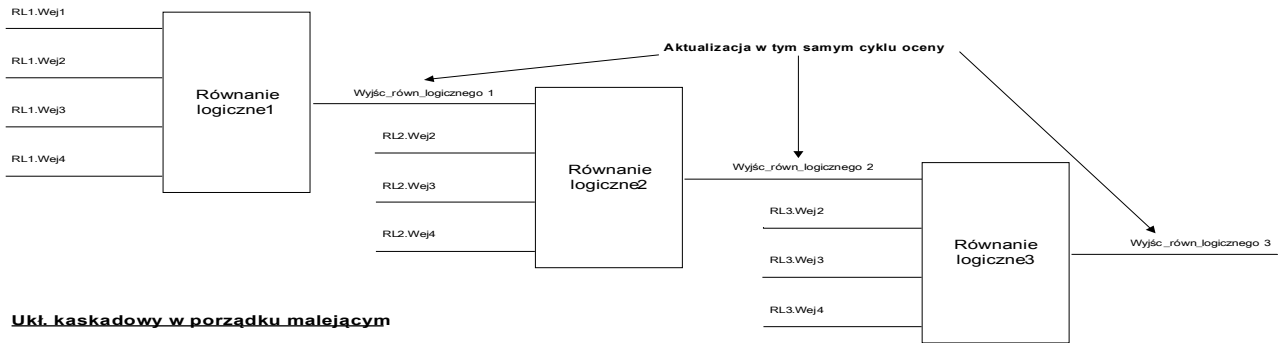 RL1.Wej1
Aktualizacja w tym samym cyklu oceny
RL1.Wej2
Równanie
logiczne1
Wyjśc_równ_logicznego 1
RL1.Wej3
RL2.Wej2
RL1.Wej4
Równanie
logiczne2
Wyjśc_równ_logicznego 2
RL2.Wej3
RL3.Wej2
RL2.Wej4
Równanie
logiczne3
Wyjśc_równ_logicznego 3
RL3.Wej3
RL3.Wej4
Ukł. kaskadowy w porządku malejącym